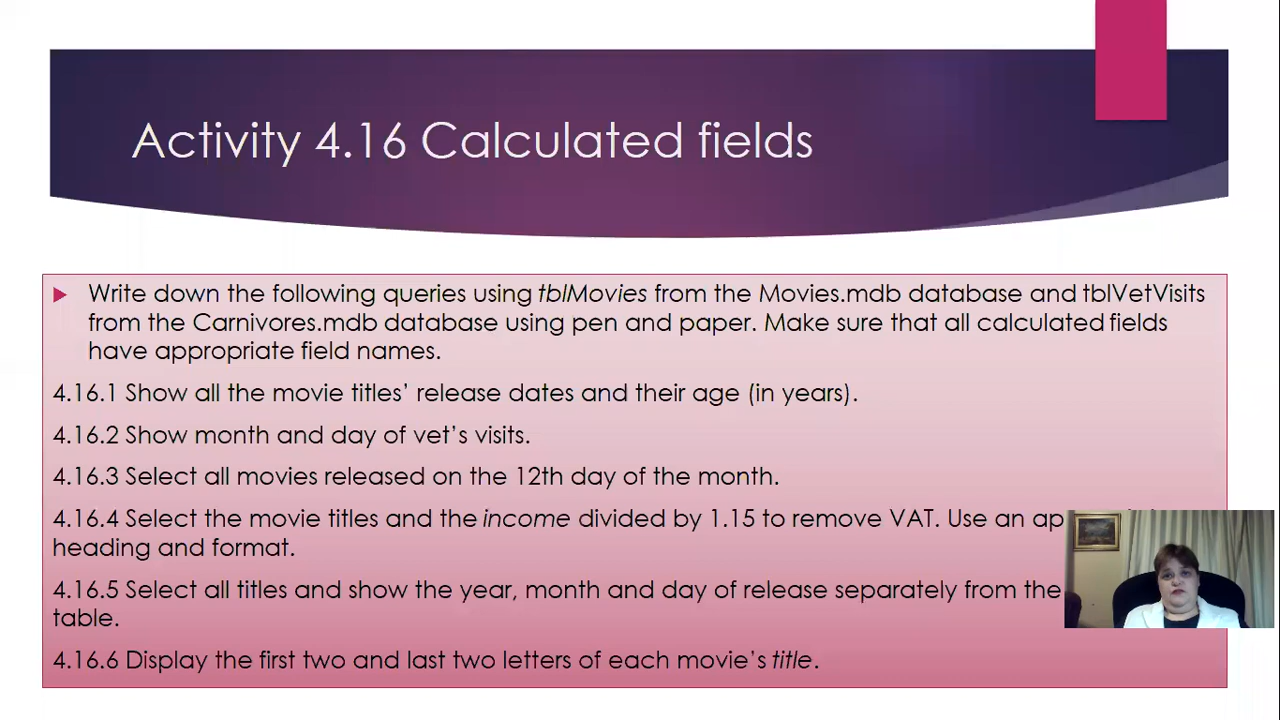 Activity 4.16 Calculated fields
Write down the following queries using tblMovies from the Movies.mdb database and tblVetVisits
from the Carnivores.mdb database using pen and paper. Make sure that all calculated fields
have appropriate field names.
4.16.1 Show all the movie titles’ release dates and their age (in years).
4.16.2 Show month and day of vet’s visits.
4.16.3 Select all movies released on the 12th day of the month.
4.16.4 Select the movie titles and the income divided by 1.15 to remove VAT. Use an
heading and format.
4.16.5 Select all titles and show the year, month and day of release separately from the
table.
4.16.6 Display the first two and last two letters of each movie’s title.